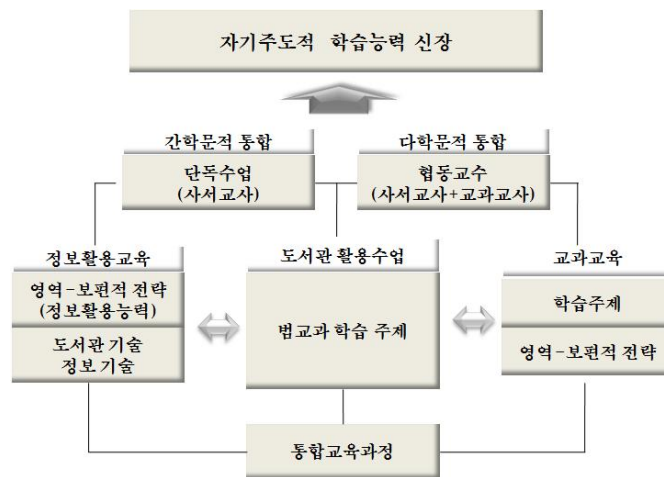 자기주도적 학습능력 신장
간학문적 통합
다학문적 통합
단독수업
(사서교사)
협동교수
(사서교사+교과교사)
정보활용교육
도서관 활용수업
교과교육
영역-보편적 전략
(정보활용능력)
범교과 학습 주제
학습주제
도서관 기술
정보 기술
영역-보편적 전략
통합교육과정